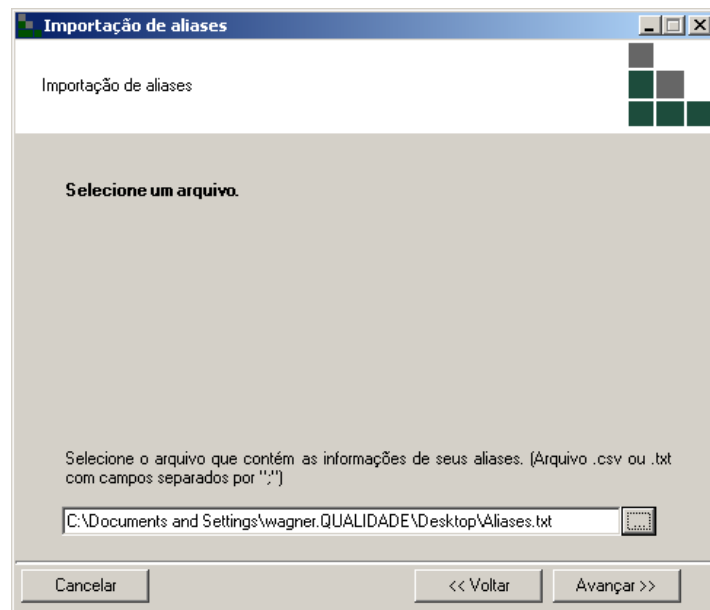 Importação de aliases
Importação de aliases
Selecione um arquivo.
Selecione o arquivo que contém as informações de seus aliases. (Arquivo .csv ou .txt
com campos separados por ";")
C:\Documents and Settings\wagner.QUALIDADE\Desktop\Aliases.txt
...
Cancelar
<< Voltar
Avançar >>